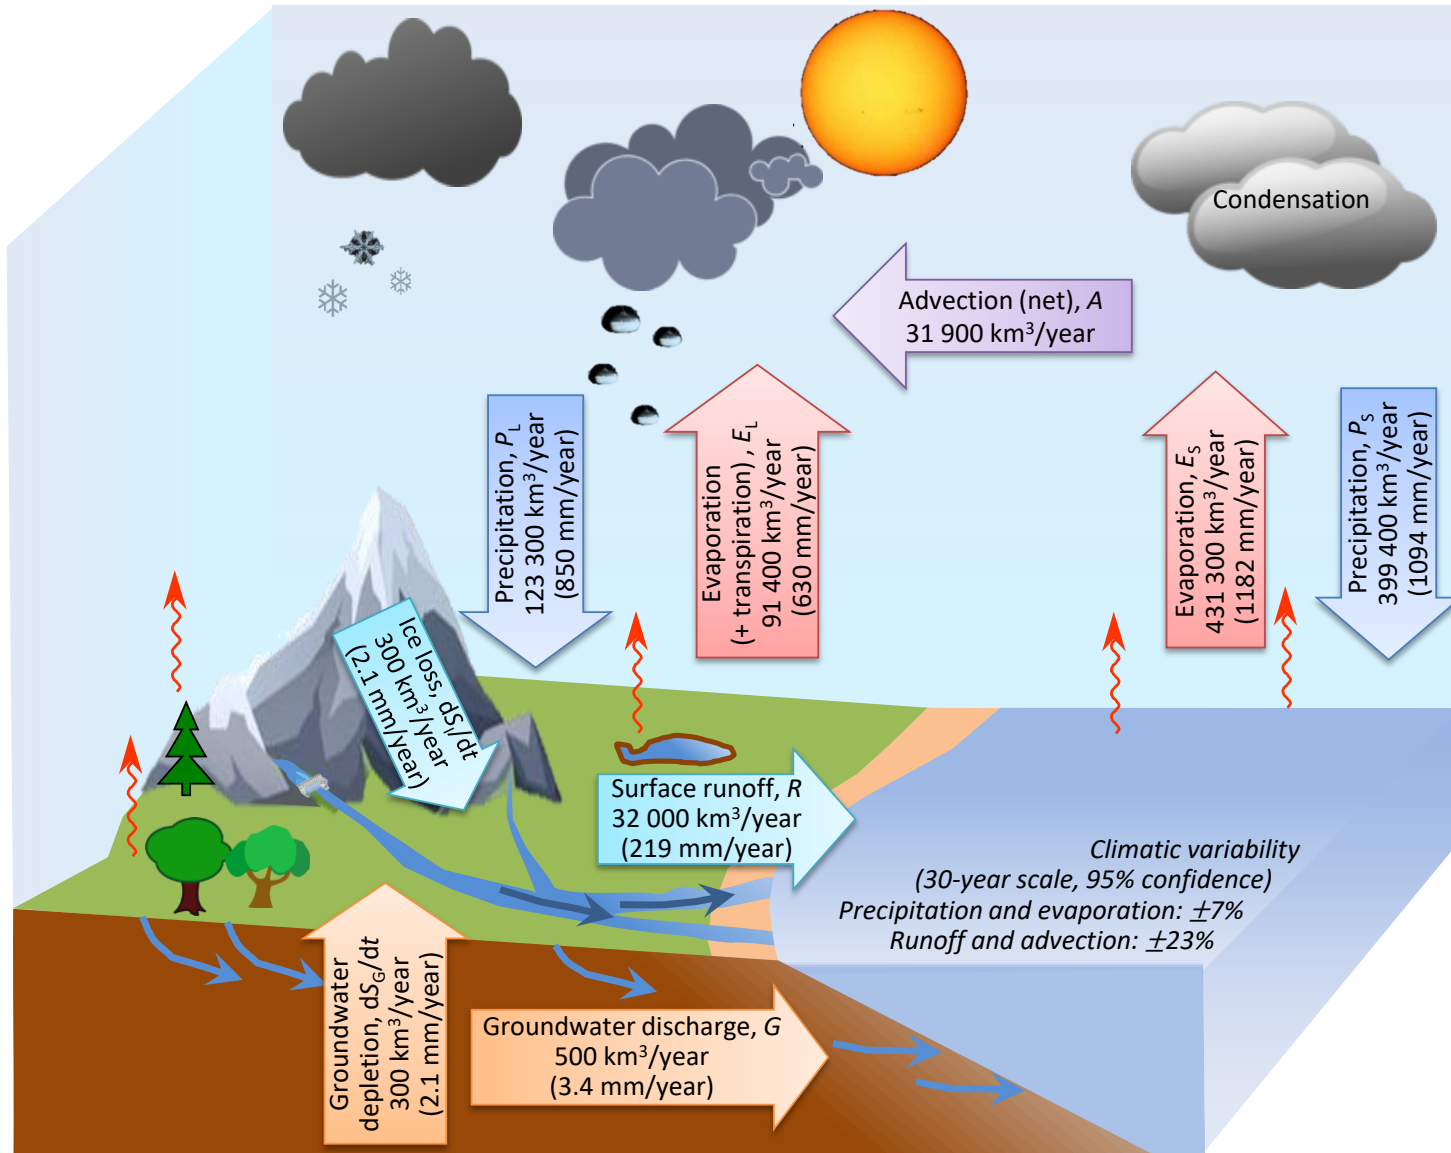 Condensation
Advection (net), A
31 900 km³/year
Precipitation, P_L
123 300 km³/year
(850 mm/year)
Evaporation
(+ transpiration) , E_L
91 400 km³/year
(630 mm/year)
Evaporation, E_S
431 300 km³/year
(1182 mm/year)
Precipitation, P_S
399 400 km³/year
(1094 mm/year)
Ice loss, dS_I/dt
300 km³/year
(2.1 mm/year)
Surface runoff, R
32 000 km³/year
(219 mm/year)
Climatic variability
(30-year scale, 95% confidence)
Precipitation and evaporation: ±7%
Runoff and advection: ±23%
Groundwater
depletion, dS_G/dt
300 km³/year
(2.1 mm/year)
Groundwater discharge, G
500 km³/year
(3.4 mm/year)